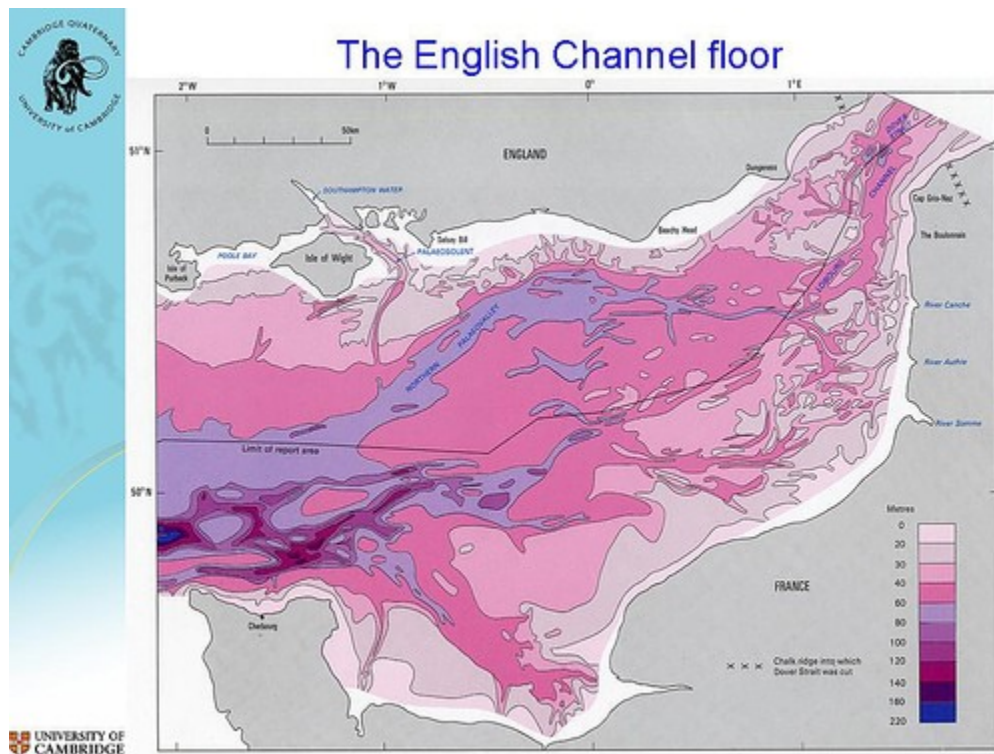 CAMBRIDGE QUATERNARY
UNIVERSITY of CAMBRIDGE
The English Channel floor
2°W
1°W
0°
1°E
0
50km
51°N
ENGLAND
DOVER
CHANNEL
Dungeness
Cap Gris-Nez
SOUTHAMPTON WATER
The Boulonnais
Beachy Head
Selsey Bill
PALAEOSOLENT
POOLE BAY
Isle of Wight
Isle of
Purbeck
LOBOURG
River Canche
NORTHERN PALAEOVALLEY
River Authie
River Somme
Limit of report area
50°N
Metres
0
20
30
40
60
80
100
120
140
180
220
FRANCE
Cherbourg
x x x Chalk ridge into which
Dover Strait was cut
UNIVERSITY OF
CAMBRIDGE